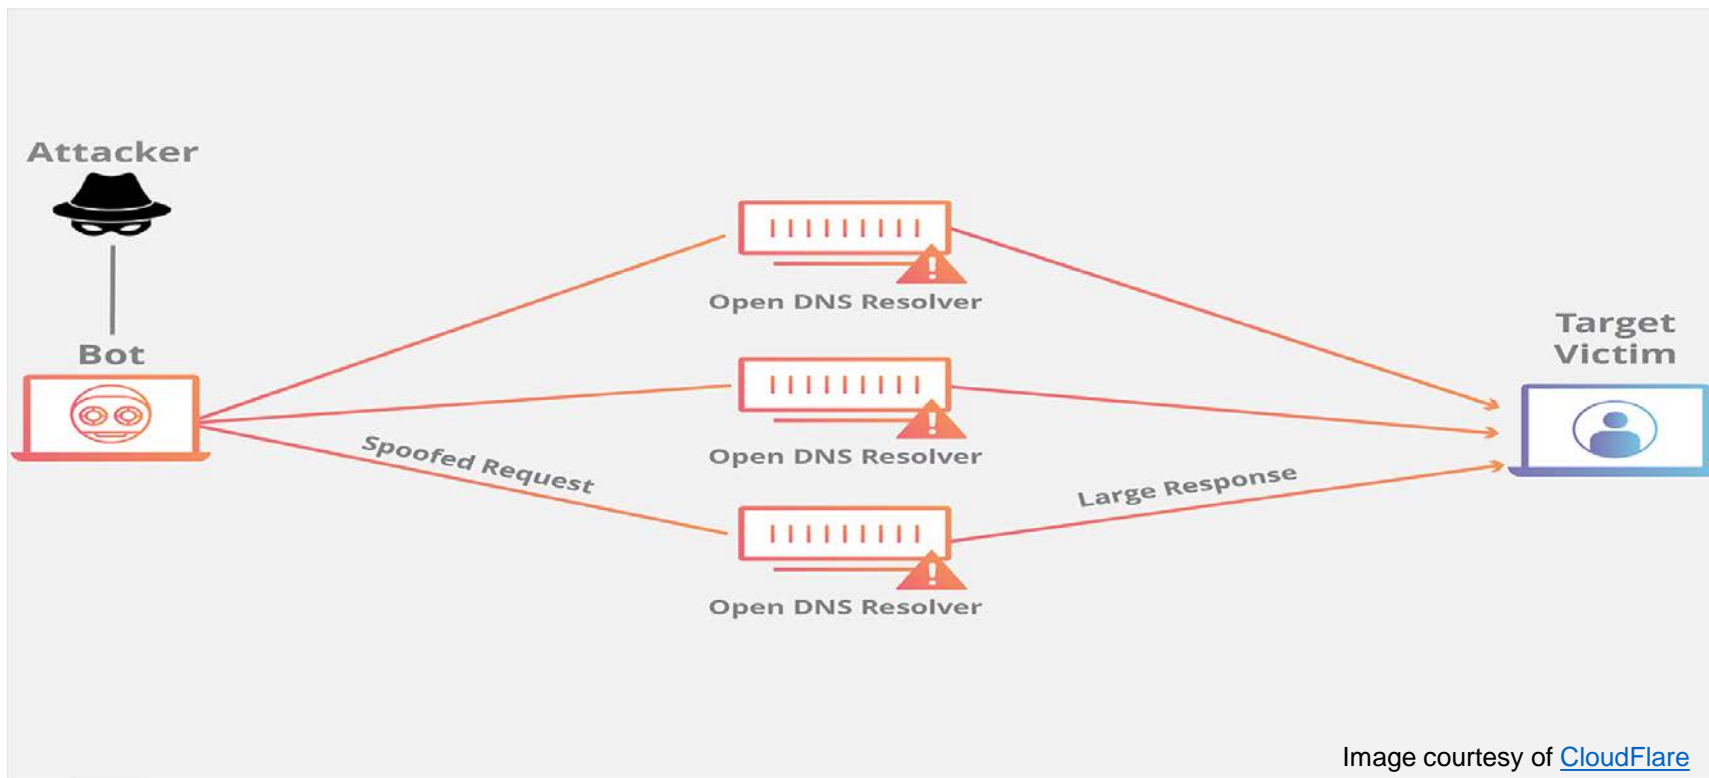 Attacker
Bot
Spoofed Request
Open DNS Resolver
Open DNS Resolver
Open DNS Resolver
Large Response
Target
Victim
Image courtesy of CloudFlare